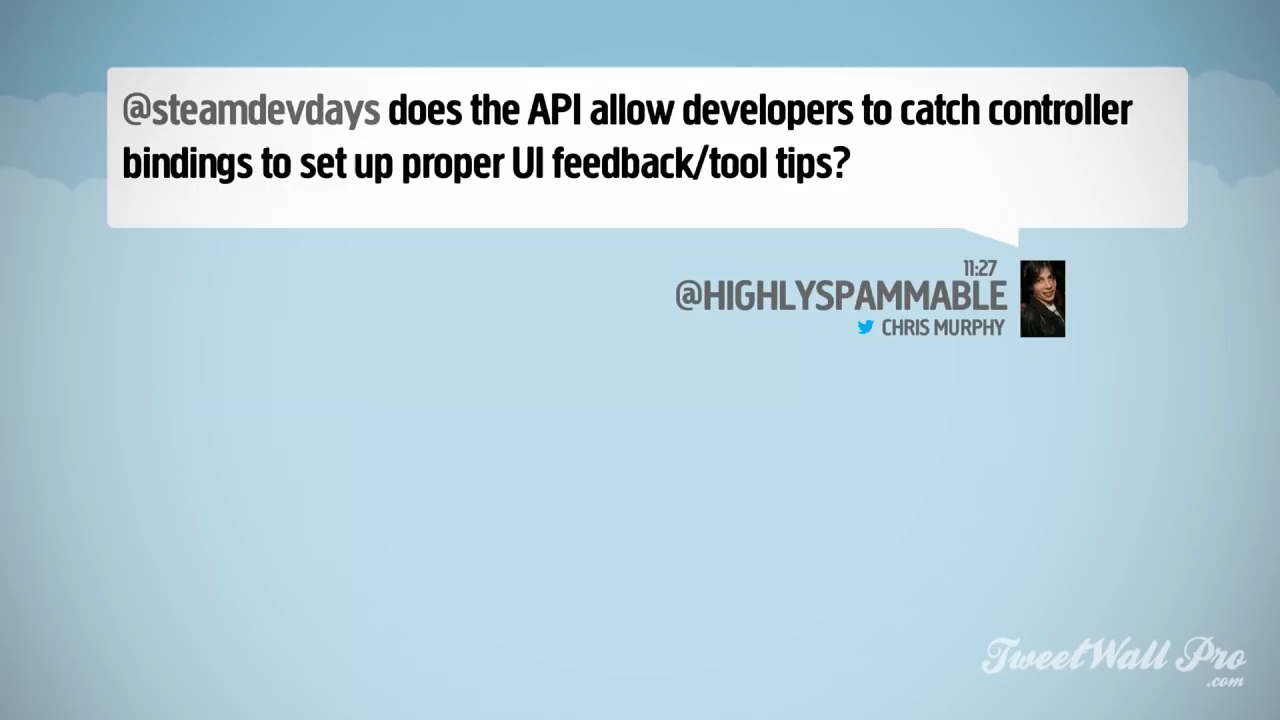 @steamdevdays does the API allow developers to catch controller
bindings to set up proper UI feedback/tool tips?
11:27
@HIGHLYSPAMMABLE
CHRIS MURPHY
TweetWall Pro
.com